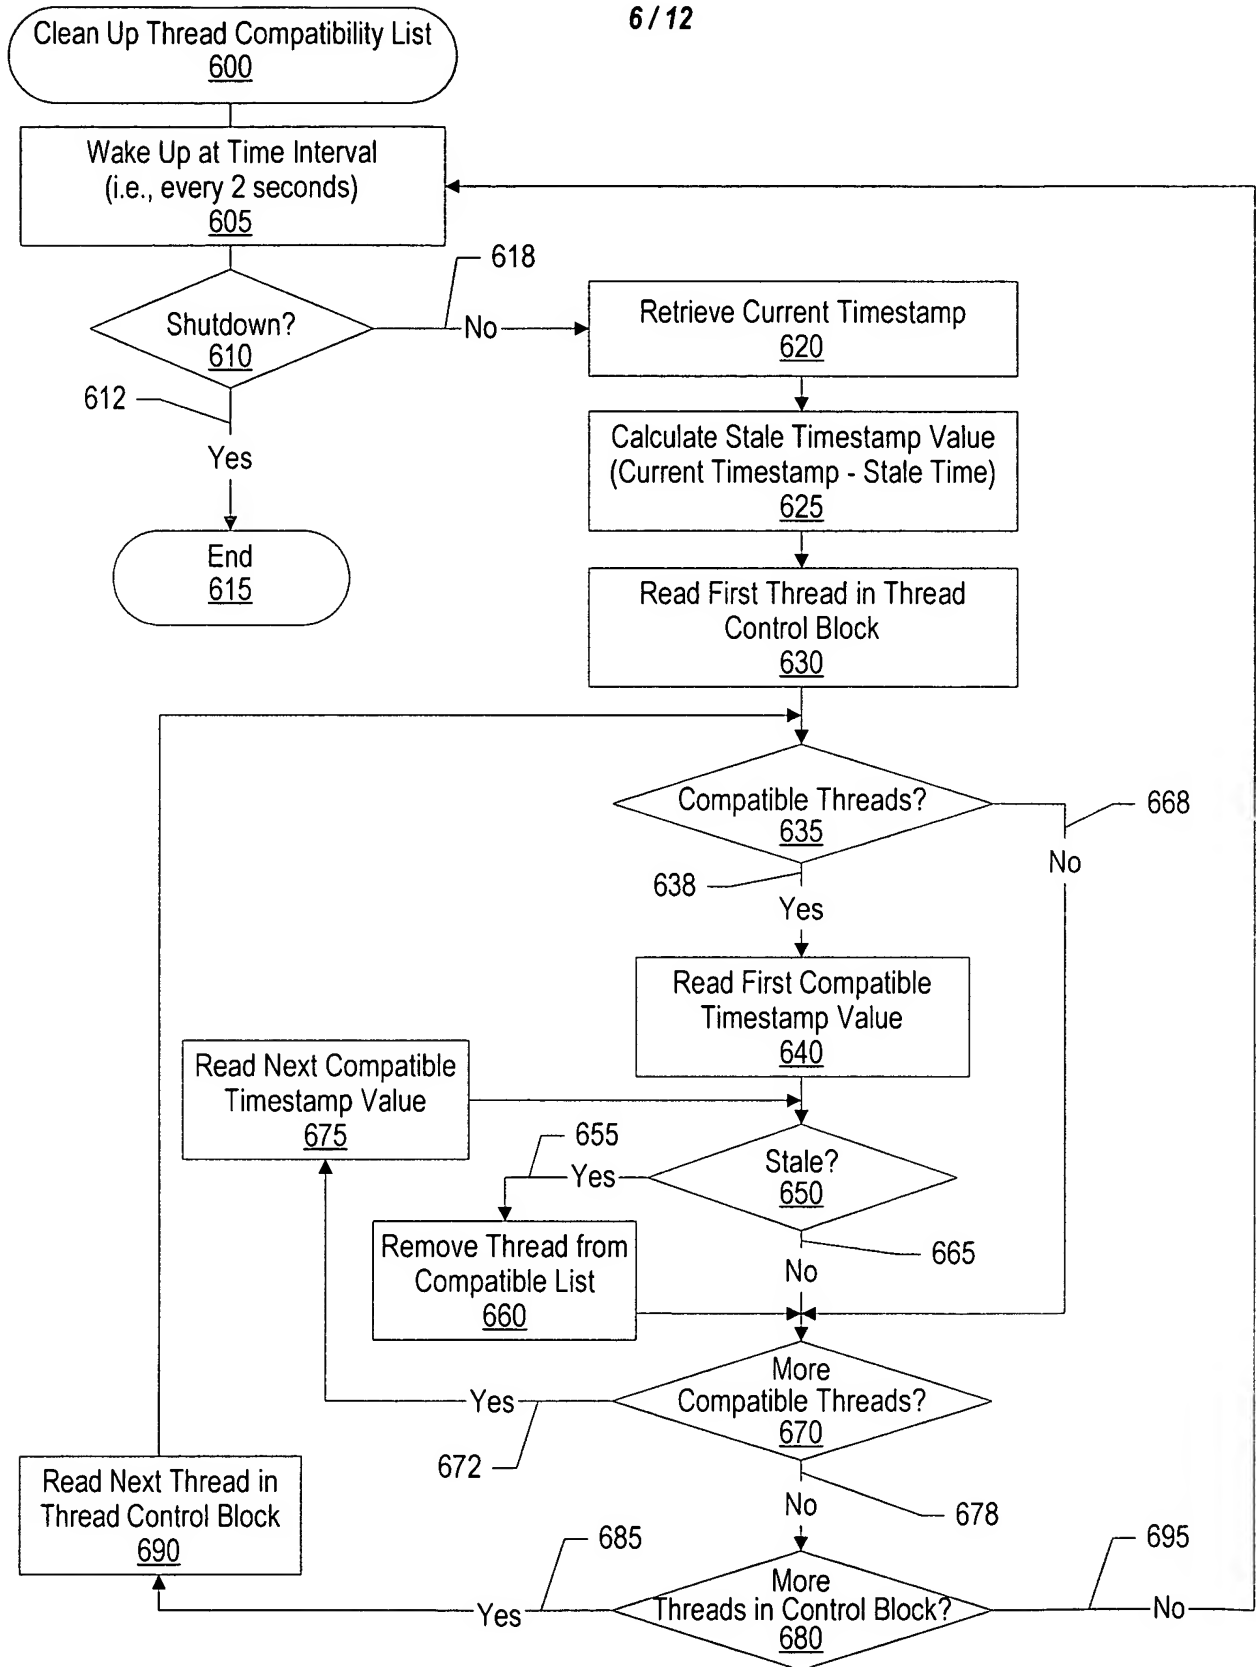 6 / 12
Clean Up Thread Compatibility List
600
Wake Up at Time Interval
(i.e., every 2 seconds)
605
618
Shutdown?
610
No
Retrieve Current Timestamp
620
612
Yes
Calculate Stale Timestamp Value
(Current Timestamp - Stale Time)
625
End
615
Read First Thread in Thread
Control Block
630
Compatible Threads?
635
668
No
638
Yes
Read First Compatible
Timestamp Value
640
Read Next Compatible
Timestamp Value
675
655
Yes
Stale?
650
665
No
Remove Thread from
Compatible List
660
More
Compatible Threads?
670
Yes
672
678
No
Read Next Thread in
Thread Control Block
690
685
Yes
More
Threads in Control Block?
680
695
No